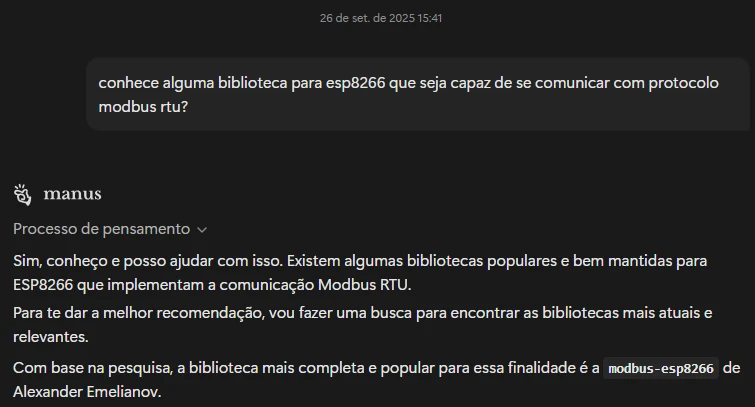 26 de set. de 2025 15:41
conhece alguma biblioteca para esp8266 que seja capaz de se comunicar com protocolo
modbus rtu?
manus
Processo de pensamento
Sim, conheço e posso ajudar com isso. Existem algumas bibliotecas populares e bem mantidas para
ESP8266 que implementam a comunicação Modbus RTU.
Para te dar a melhor recomendação, vou fazer uma busca para encontrar as bibliotecas mais atuais e
relevantes.
Com base na pesquisa, a biblioteca mais completa e popular para essa finalidade é a modbus-esp8266 de
Alexander Emelianov.